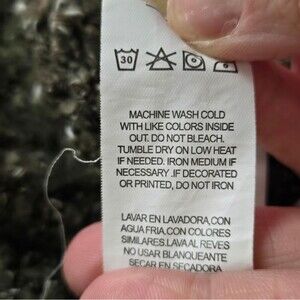 30
MACHINE WASH COLD
WITH LIKE COLORS INSIDE
OUT. DO NOT BLEACH.
TUMBLE DRY ON LOW HEAT
IF NEEDED. IRON MEDIUM IF
NECESSARY .IF DECORATED
OR PRINTED, DO NOT IRON
LAVAR EN LAVADORA,CON
AGUA FRIA,CON COLORES
SIMILARES.LAVAAL REVES
NO USAR BLANQUEANTE
SECAR EN SECADORA